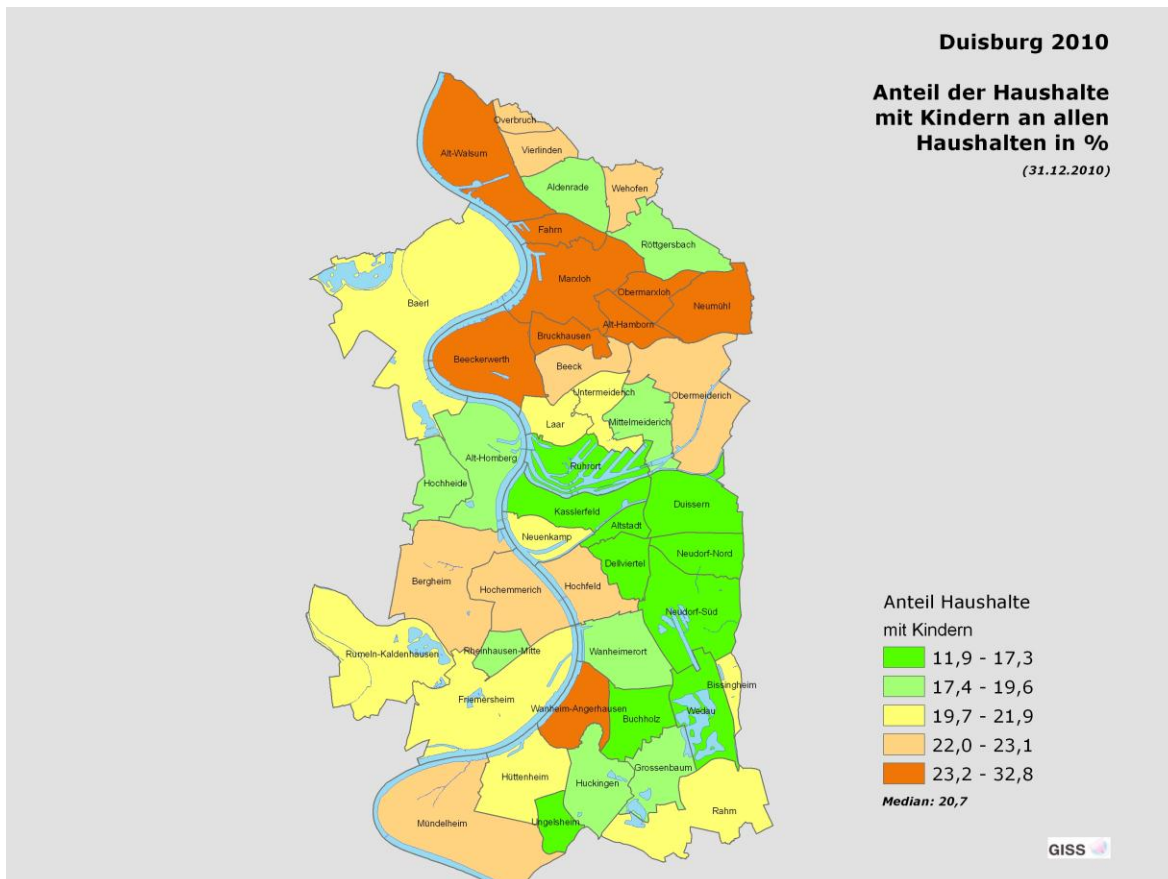 Duisburg 2010
Anteil der Haushalte
mit Kindern an allen
Haushalten in %
(31.12.2010)
Overbruch
Vierlinden
Alt-Walsum
Aldenrade
Wehofen
Fahrn
Röttgersbach
Marxloh
Obermarxloh
Neumühl
Baerl
Alt-Hamborn
Bruckhausen
Beeckerwerth
Beeck
Obermeiderich
Untermeiderich
Mittelmeiderich
Laar
Alt-Homberg
Ruhrort
Hochheide
Kasslerfeld
Duissern
Altstadt
Neuenkamp
Neudorf-Nord
Dellviertel
Bergheim
Hochemmerich
Hochfeld
Neudorf-Süd
Rumeln-Kaldenhausen
Rheinhausen-Mitte
Wanheimerort
Bissingheim
Friemersheim
Wanheim-Angerhausen
Buchholz
Wedau
Grossenbaum
Hüttenheim
Huckingen
Rahm
Mündelheim
Ungelsheim
Anteil Haushalte
mit Kindern
11,9 - 17,3
17,4 - 19,6
19,7 - 21,9
22,0 - 23,1
23,2 - 32,8
Median: 20,7
GISS